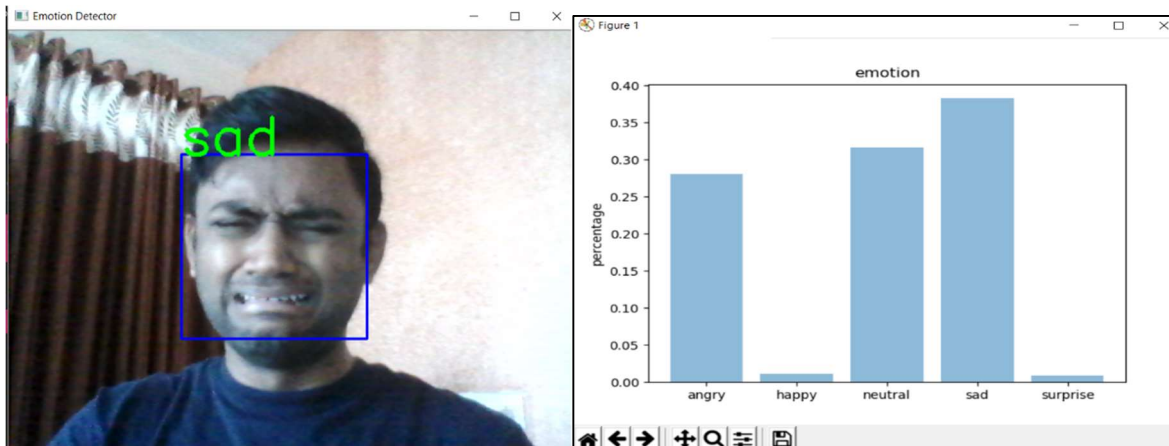 Emotion Detector
sad
Figure 1
emotion
percentage
0.40
0.35
0.30
0.25
0.20
0.15
0.10
0.05
0.00
angry happy neutral sad surprise